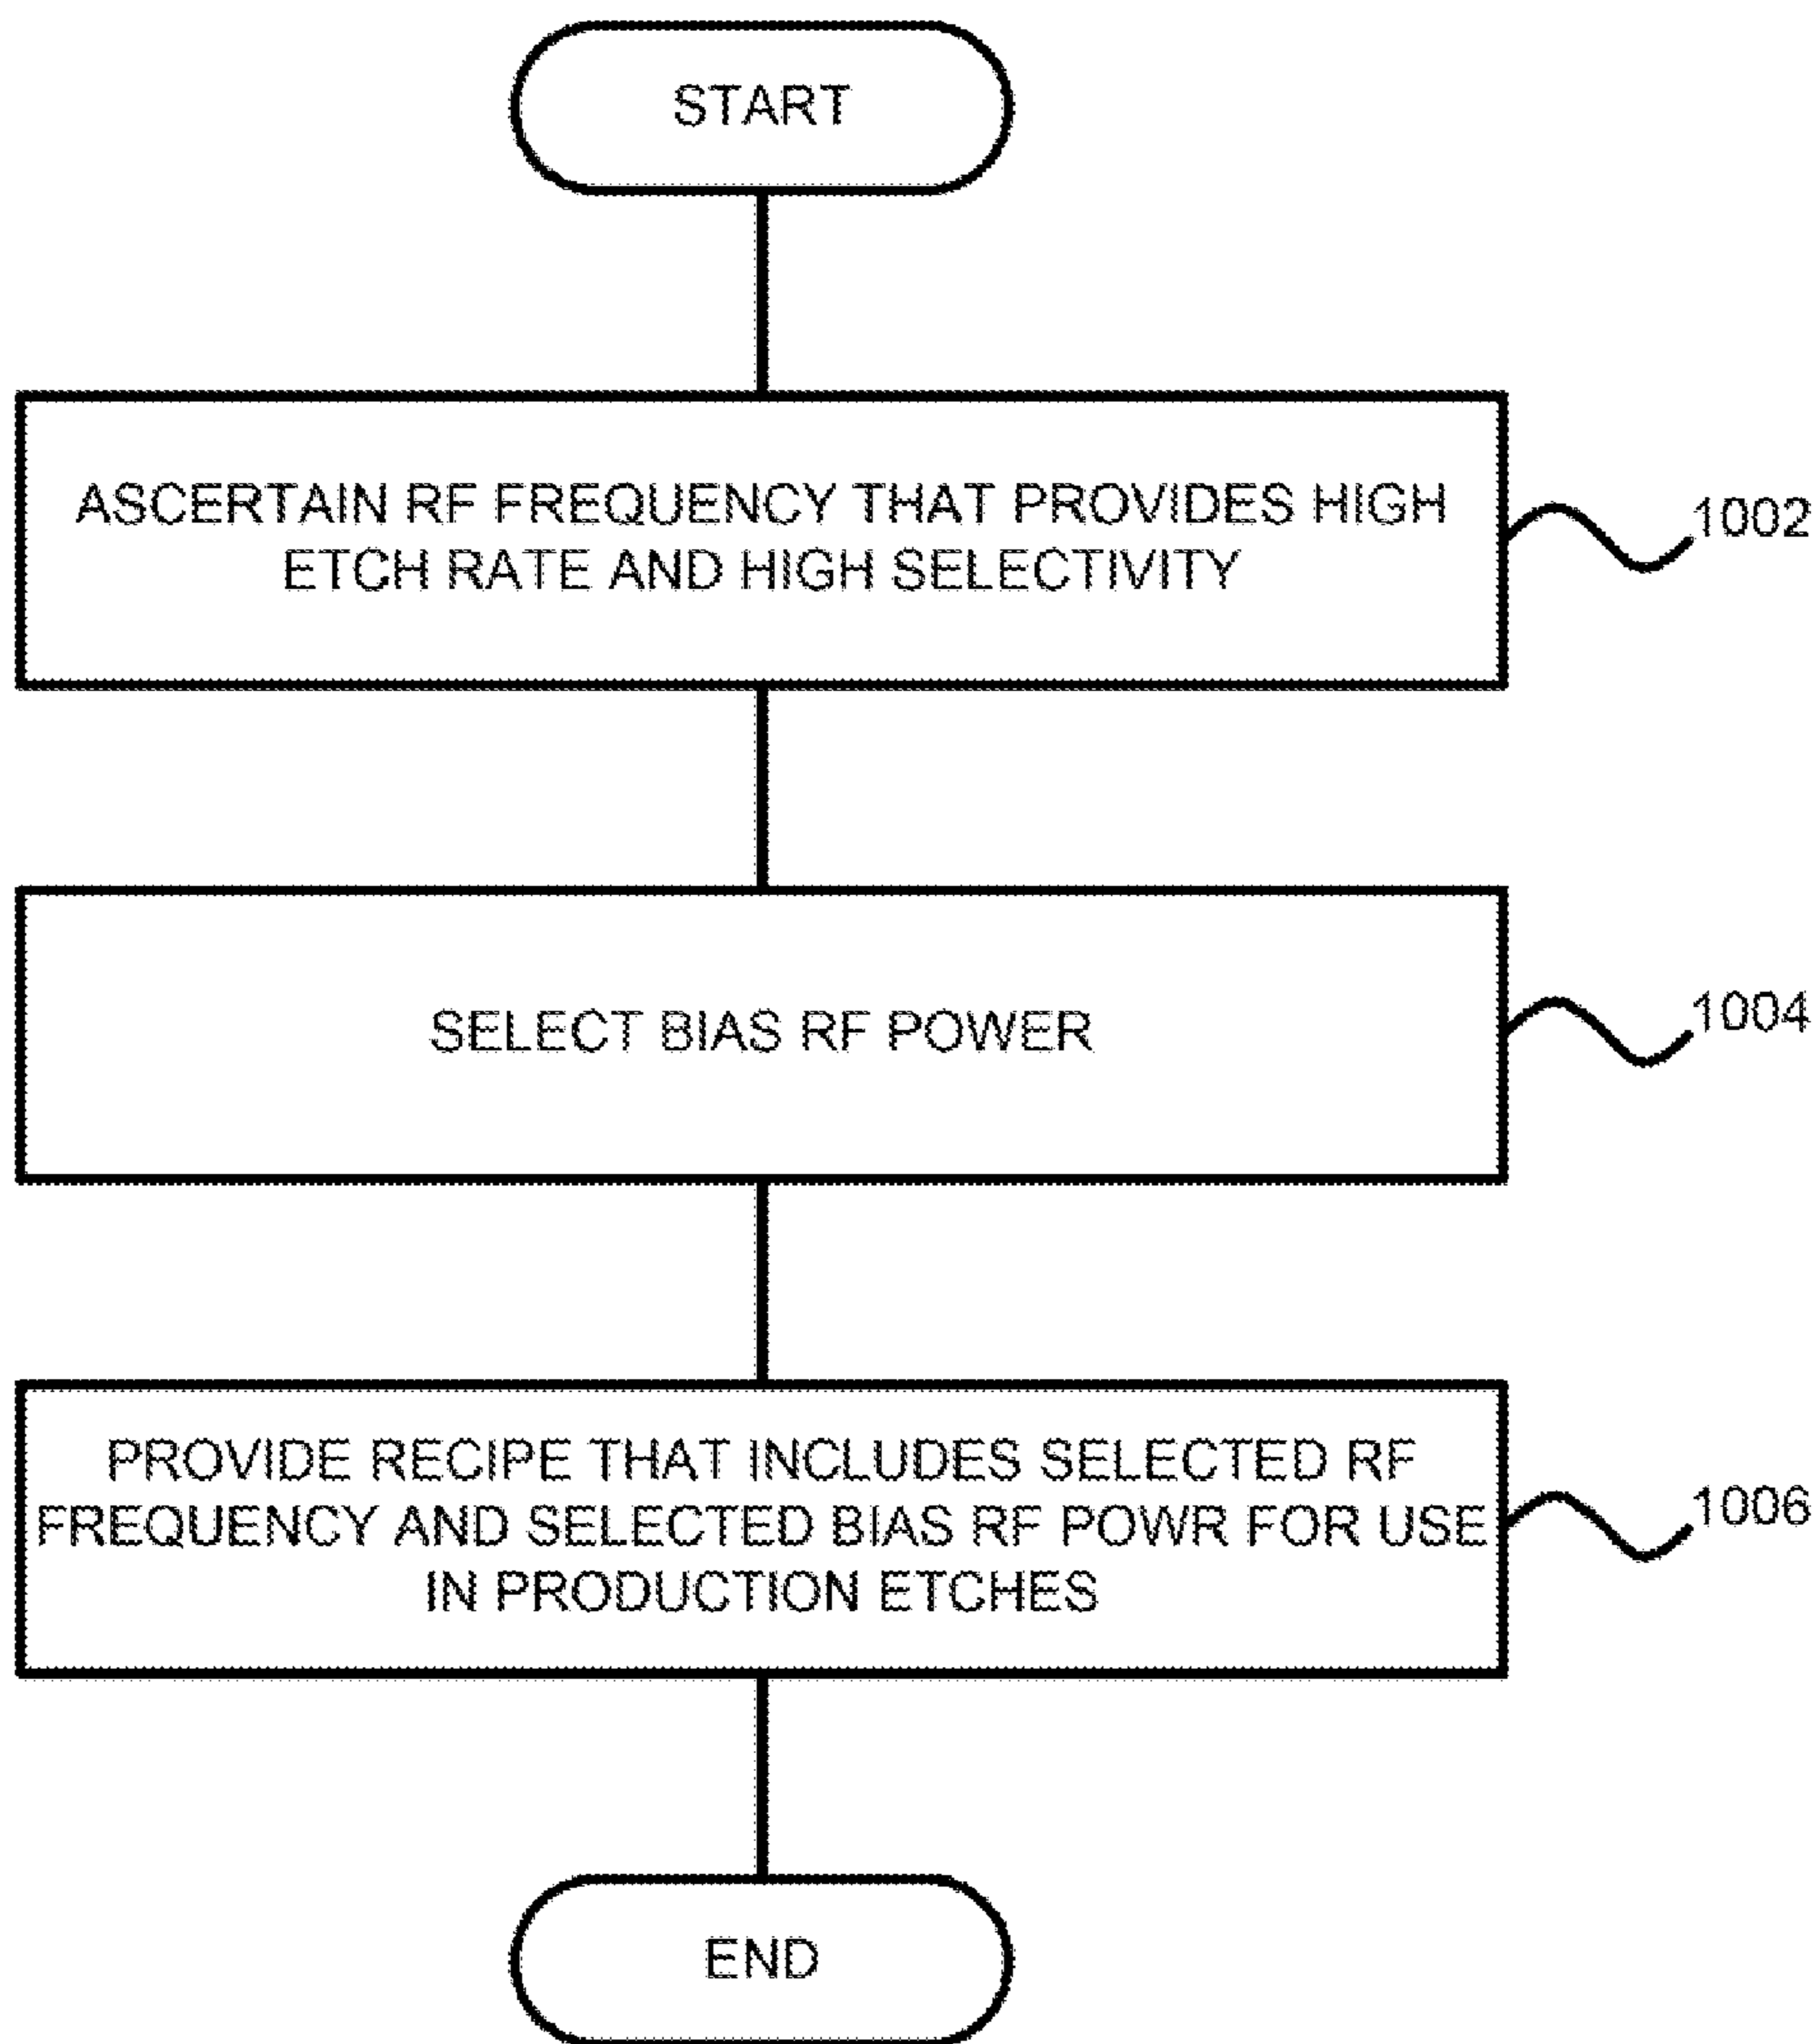 START
ASCERTAIN RF FREQUENCY THAT PROVIDES HIGH
ETCH RATE AND HIGH SELECTIVITY
1002
SELECT BIAS RF POWER
1004
PROVIDE RECIPE THAT INCLUDES SELECTED RF
FREQUENCY AND SELECTED BIAS RF POWR FOR USE
IN PRODUCTION ETCHES
1006
END